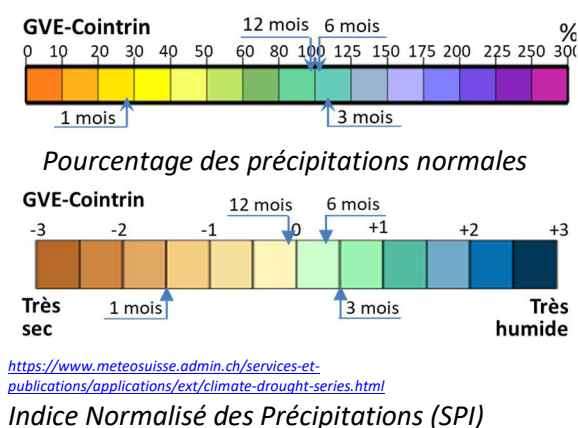 GVE-Cointrin 12 mois 6 mois %
0 10 20 30 40 50 60 80 100 125 150 175 200 225 250 300
1 mois 3 mois
Pourcentage des précipitations normales
GVE-Cointrin 12 mois 6 mois
-3 -2 -1 0 +1 +2 +3
Très 1 mois 3 mois Très
sec humide
https://www.meteosuisse.admin.ch/services-et-
publications/applications/ext/climate-drought-series.html
Indice Normalisé des Précipitations (SPI)